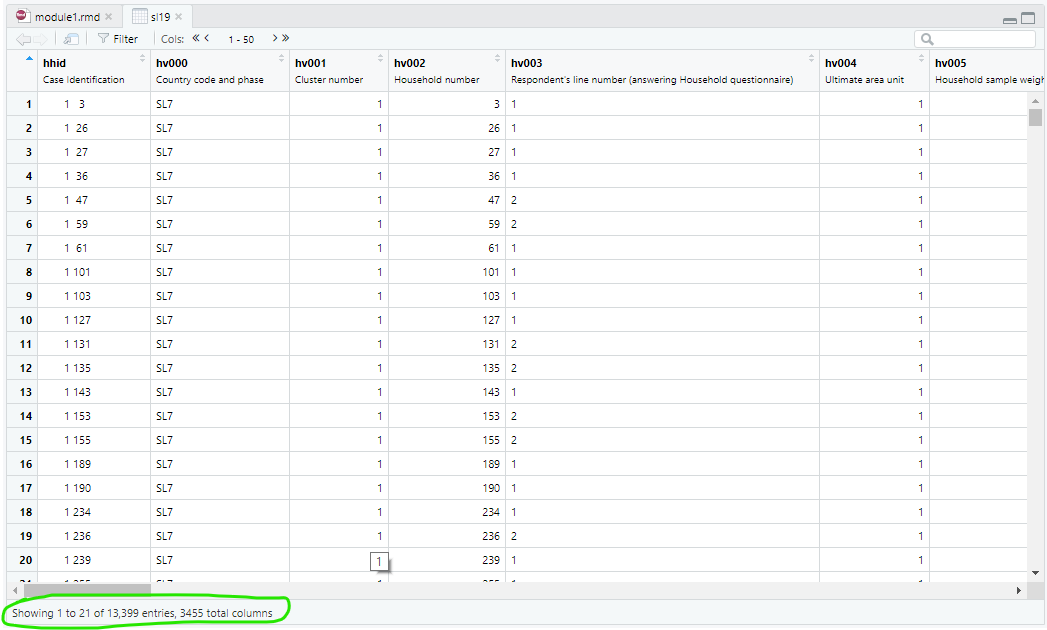 module1.rmd sl19
Filter Cols: 1 - 50
hhid hv000 hv001 hv002 hv003 hv004 hv005
Case Identification Country code and phase Cluster number Household number Respondent's line number (answering Household questionnaire) Ultimate area unit Household sample weigh
1 1 3 SL7 1 3 1 1
2 1 26 SL7 1 26 1 1
3 1 27 SL7 1 27 1 1
4 1 36 SL7 1 36 1 1
5 1 47 SL7 1 47 2 1
6 1 59 SL7 1 59 2 1
7 1 61 SL7 1 61 1 1
8 1 101 SL7 1 101 1 1
9 1 103 SL7 1 103 1 1
10 1 127 SL7 1 127 1 1
11 1 131 SL7 1 131 2 1
12 1 135 SL7 1 135 2 1
13 1 143 SL7 1 143 1 1
14 1 153 SL7 1 153 2 1
15 1 155 SL7 1 155 2 1
16 1 189 SL7 1 189 1 1
17 1 190 SL7 1 190 1 1
18 1 234 SL7 1 234 1 1
19 1 236 SL7 1 236 2 1
20 1 239 SL7 1 239 1 1
Showing 1 to 21 of 13,399 entries, 3455 total columns